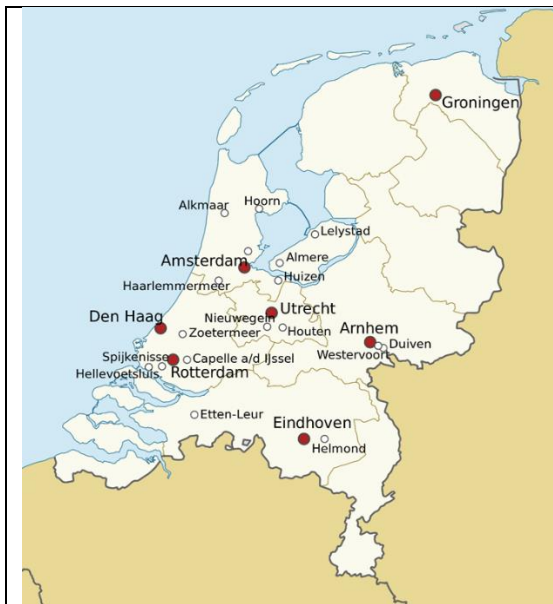 Groningen
Hoorn
Alkmaar
Lelystad
Amsterdam
Almere
Haarlemmermeer
Huizen
Utrecht
Den Haag
Nieuwegein
Zoetermeer
Houten
Arnhem
Duiven
Westervoort
Spijkenisse
Capelle a/d IJssel
Hellevoetsluis.
Rotterdam
Etten-Leur
Eindhoven
Helmond